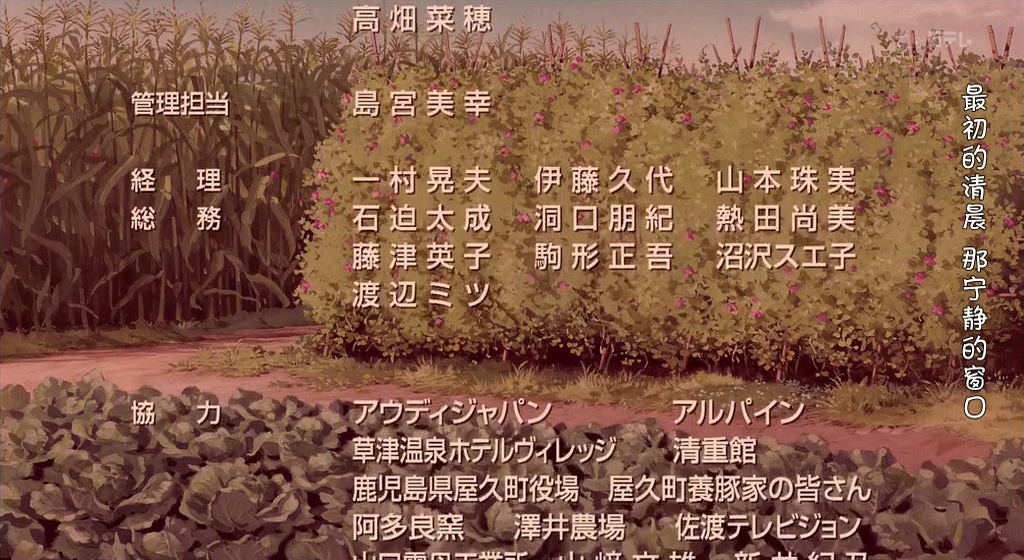 高畑菜穂
管理担当 島宮美幸
経理 一村晃夫 伊藤久代 山本珠実
総務 石迫太成 洞口朋紀 熱田尚美
藤津英子 駒形正吾 沼沢スエ子
渡辺ミツ
協力 アウディジャパン アルパイン
草津温泉ホテルヴィレッジ 清重館
鹿児島県屋久町役場 屋久町養豚家の皆さん
阿多良窯 澤井農場 佐渡テレビジョン
最初的清晨 那宁静的窗口